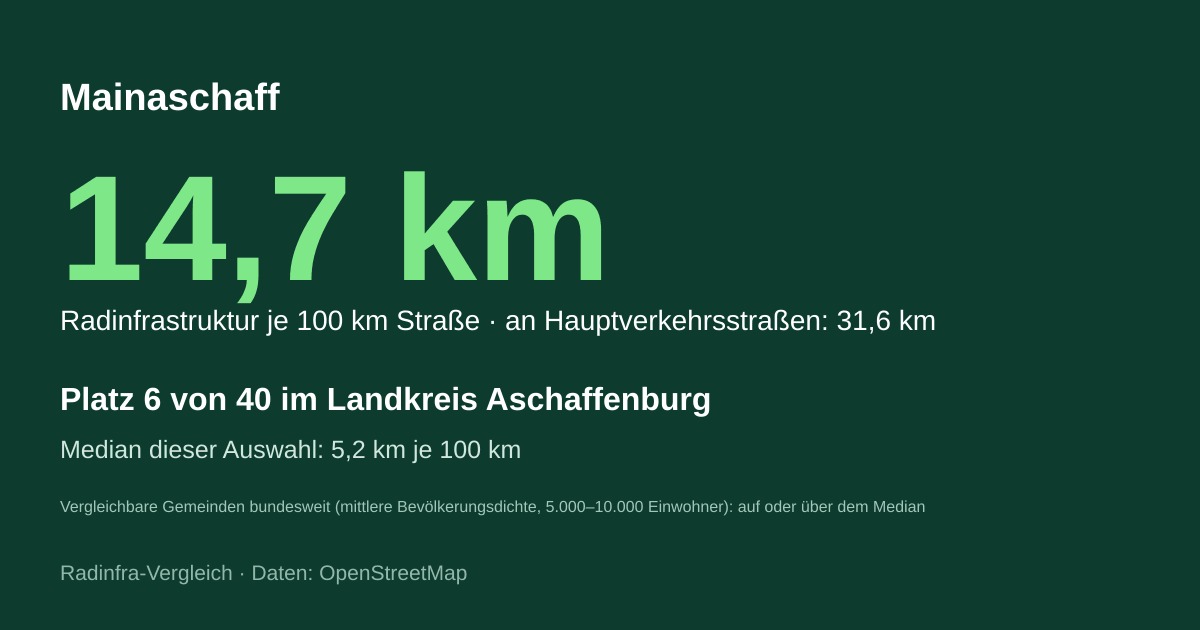 Mainaschaff
14,7 km
Radinfrastruktur je 100 km Straße · an Hauptverkehrsstraßen: 31,6 km
Platz 6 von 40 im Landkreis Aschaffenburg
Median dieser Auswahl: 5,2 km je 100 km
Vergleichbare Gemeinden bundesweit (mittlere Bevölkerungsdichte, 5.000–10.000 Einwohner): auf oder über dem Median
Radinfra-Vergleich · Daten: OpenStreetMap